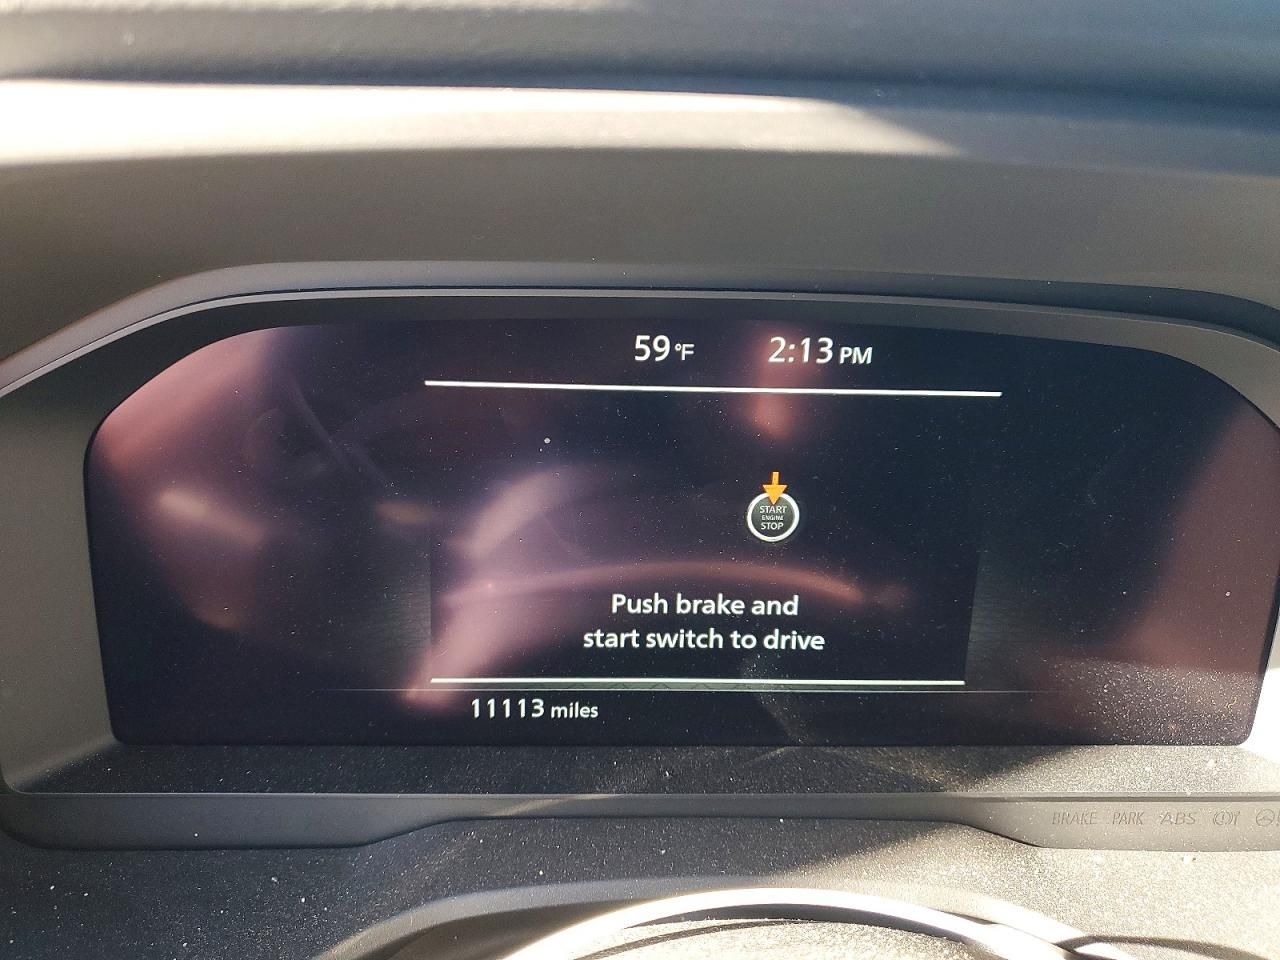 59°F 2:13 PM
START
ENGINE
STOP
Push brake and
start switch to drive
11113 miles
BRAKE PARK ABS